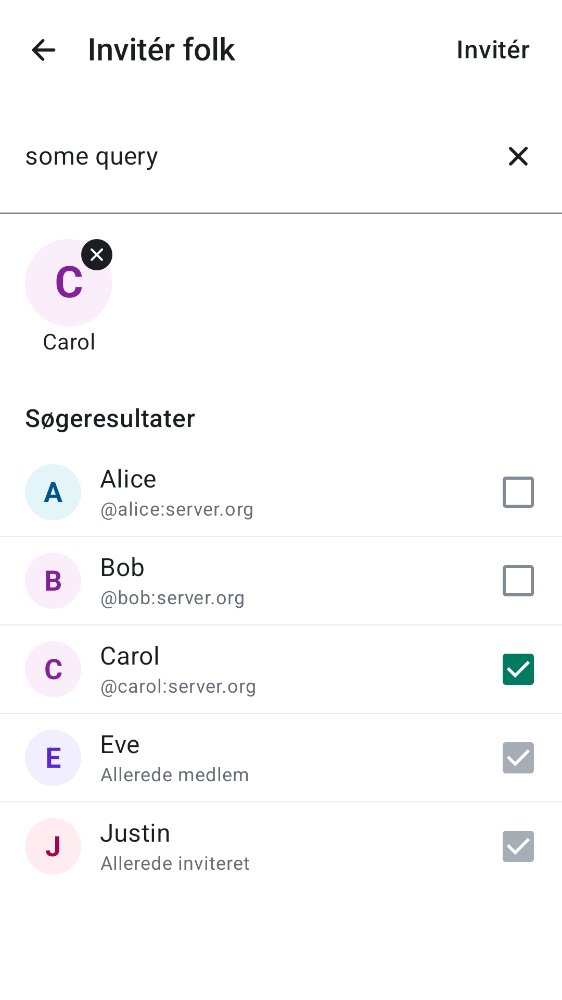 Invitér folk
Invitér
some query
C
Carol
Søgeresultater
A
Alice
@alice:server.org
B
Bob
@bob:server.org
C
Carol
@carol:server.org
E
Eve
Allerede medlem
J
Justin
Allerede inviteret